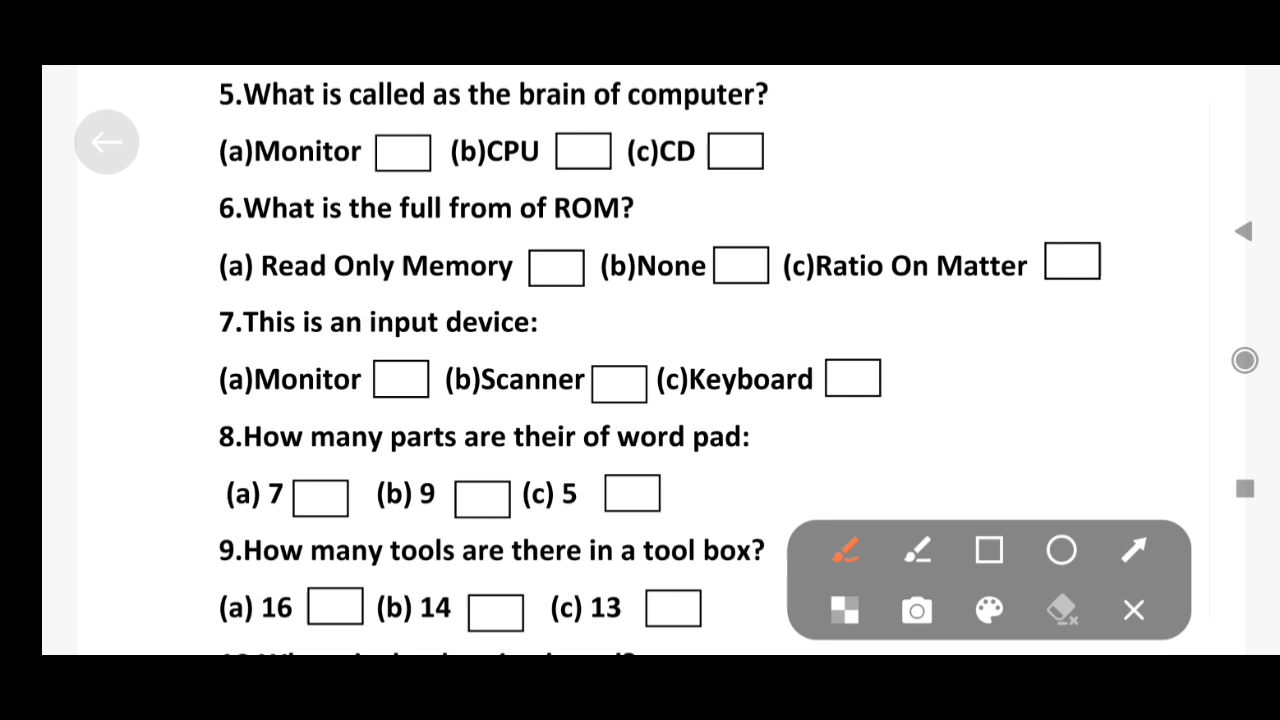 5.What is called as the brain of computer?
(a)Monitor (b)CPU (c)CD
6.What is the full from of ROM?
(a) Read Only Memory (b)None (c)Ratio On Matter
7.This is an input device:
(a)Monitor (b)Scanner (c)Keyboard
8.How many parts are their of word pad:
(a) 7 (b) 9 (c) 5
9.How many tools are there in a tool box?
(a) 16 (b) 14 (c) 13